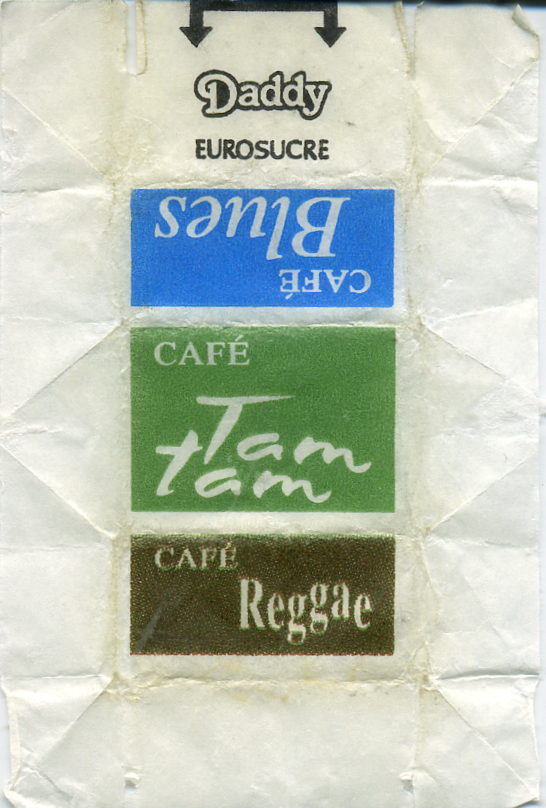 Daddy
EUROSUCRE
CAFÉ
Blues
CAFÉ
Tam
tam
CAFÉ
Reggae